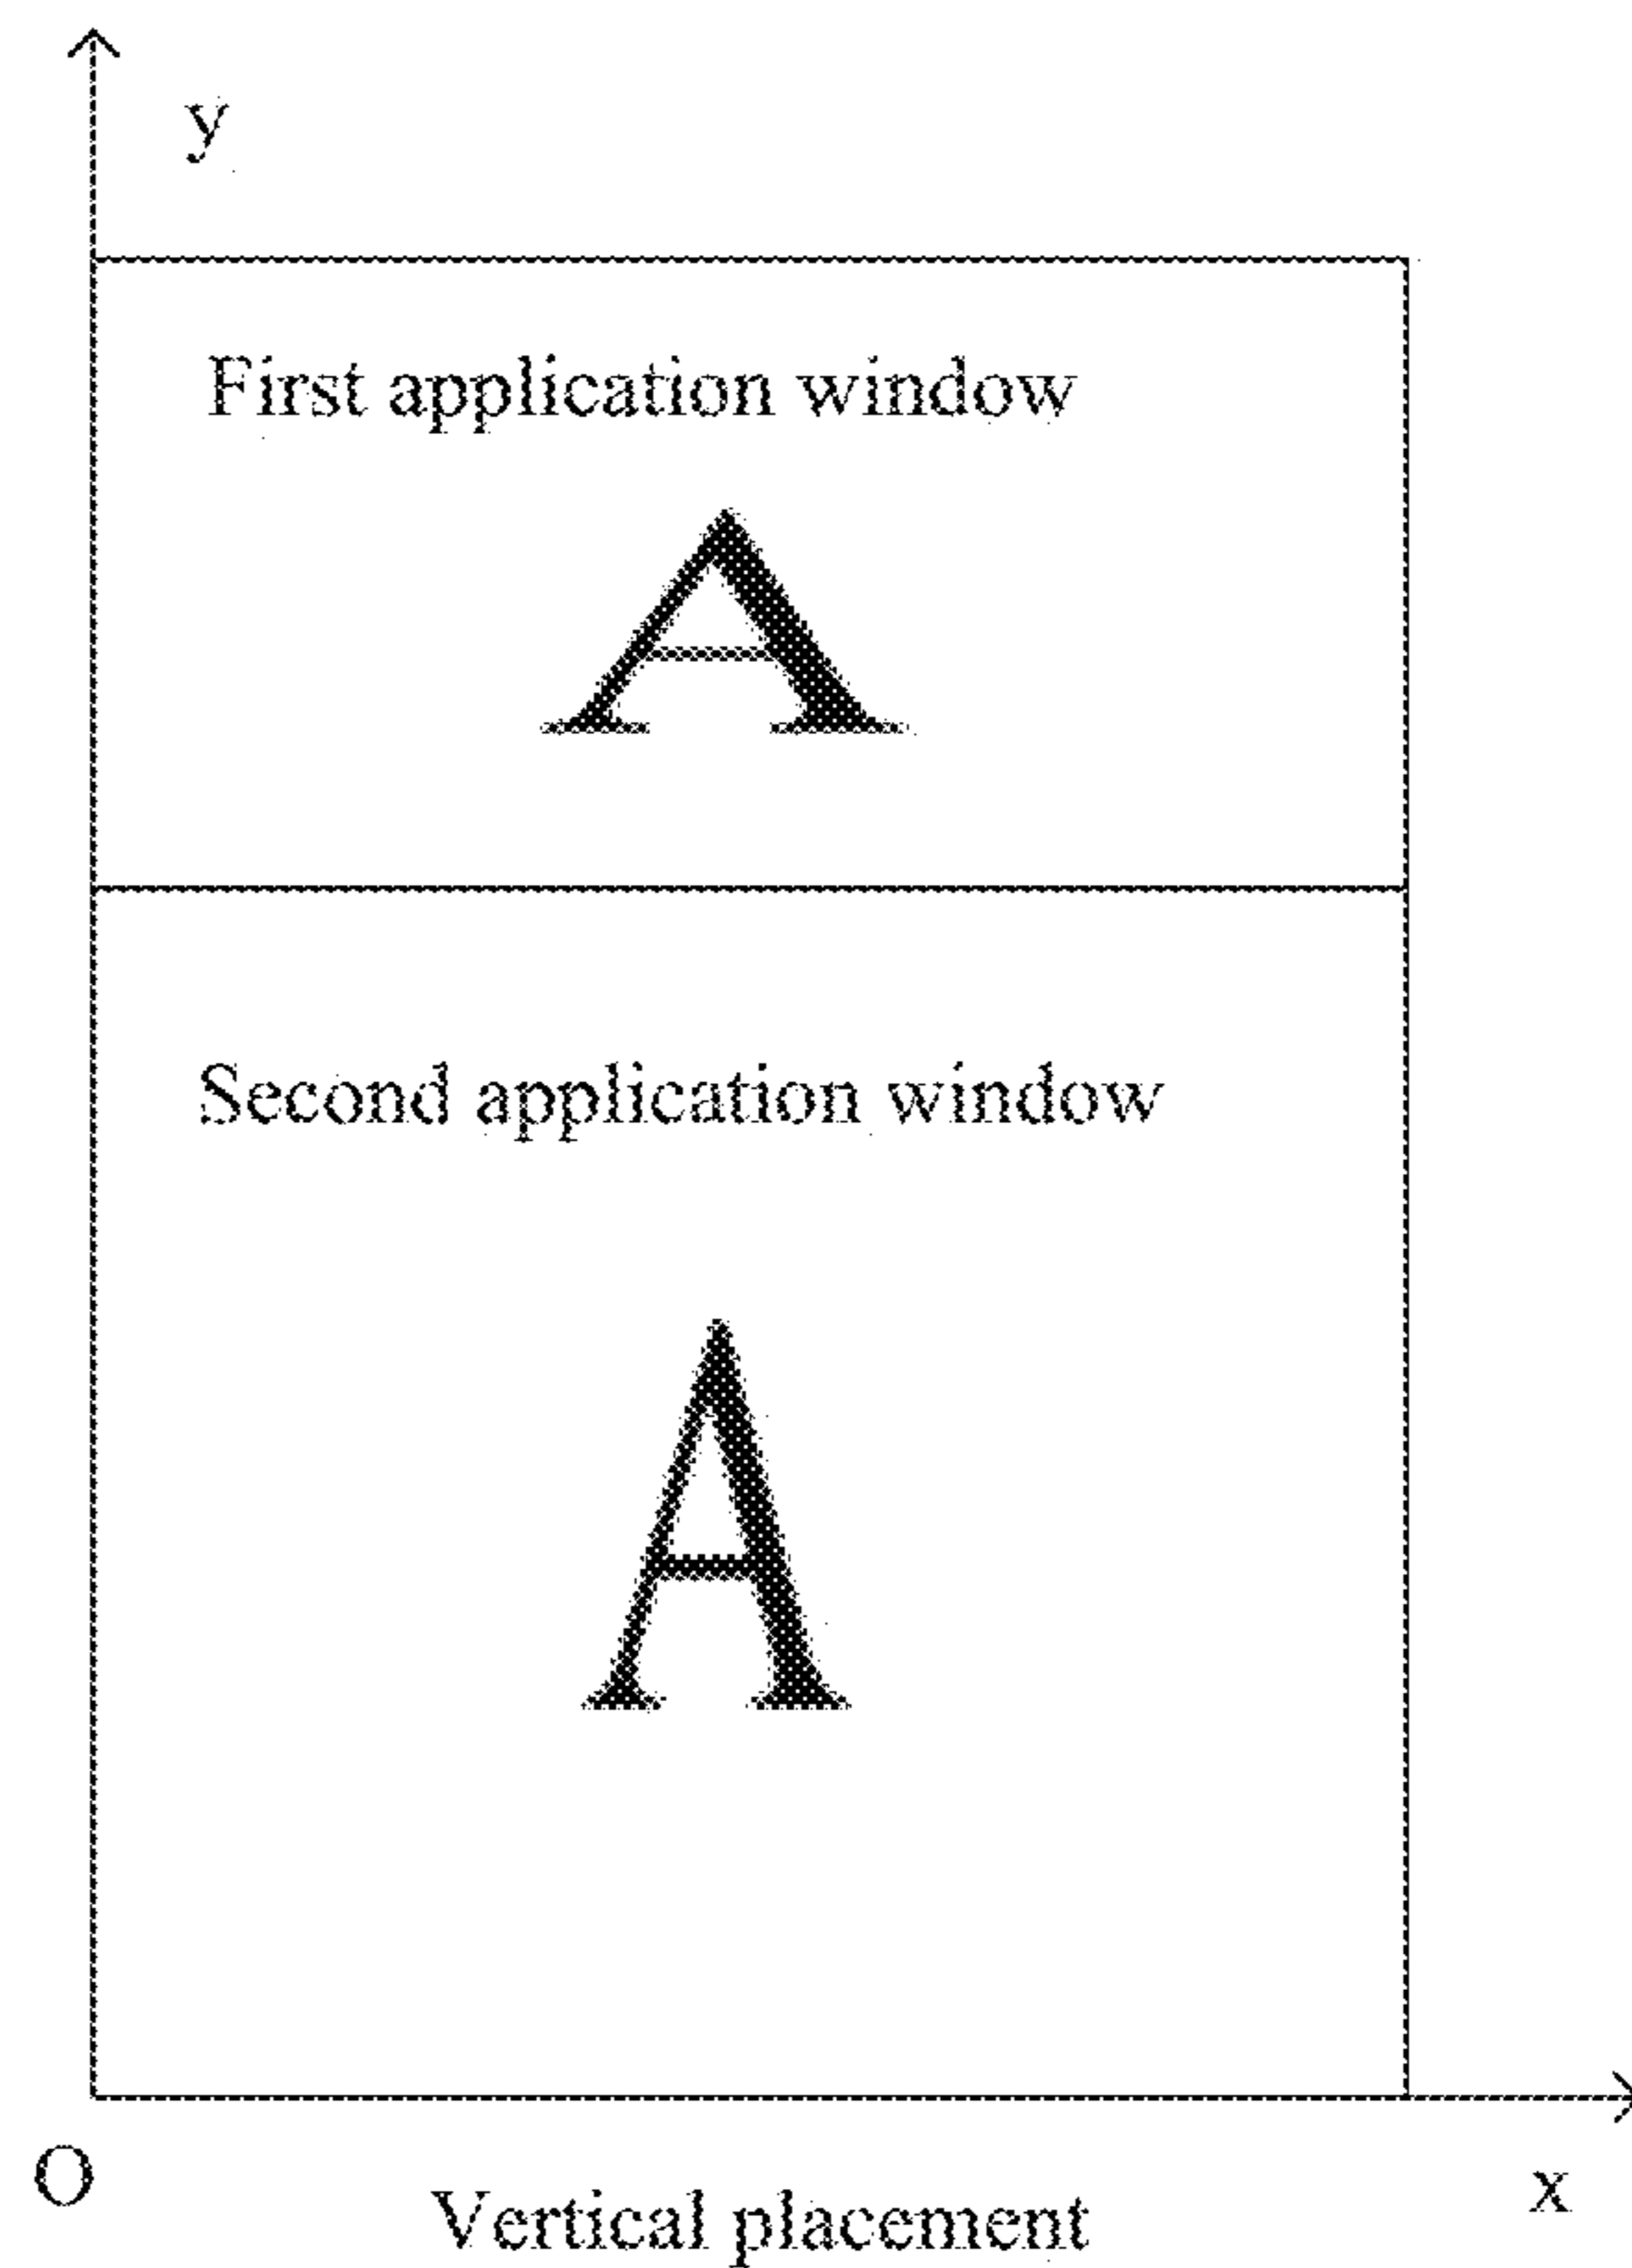 y
First application window
A
Second application window
A
O
x
Vertical placement